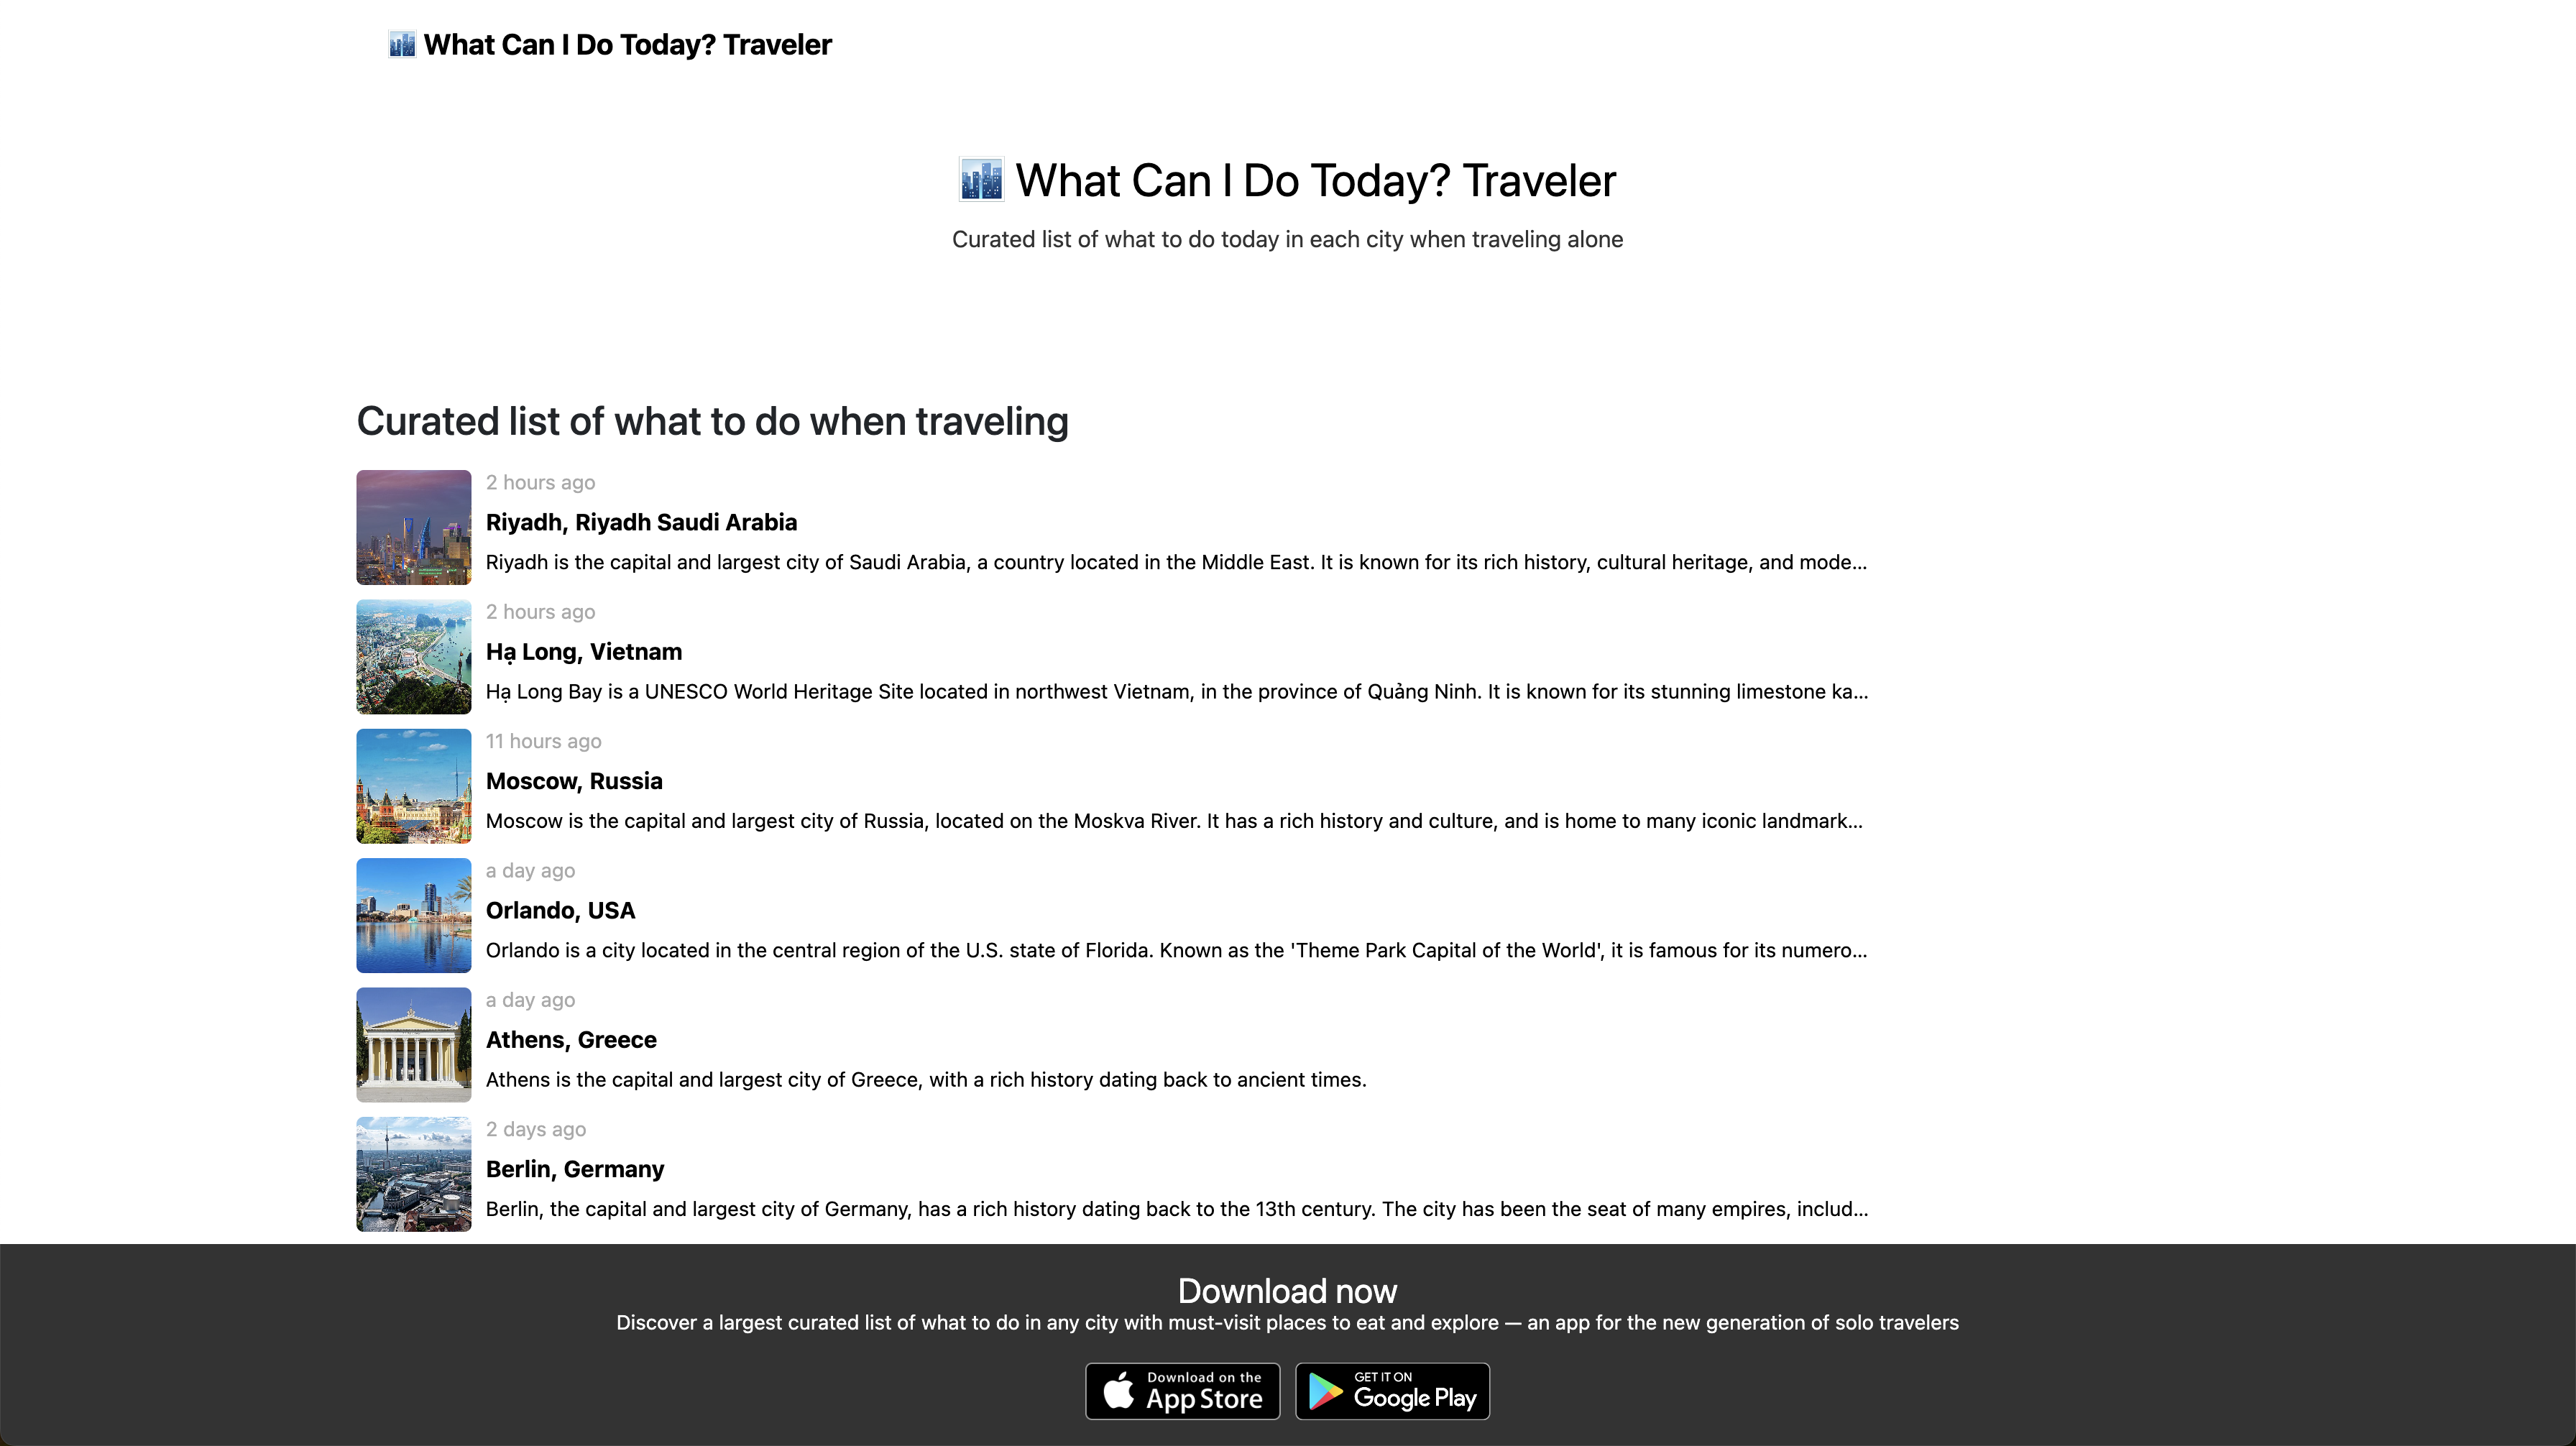 What Can I Do Today? Traveler
What Can I Do Today? Traveler
Curated list of what to do today in each city when traveling alone
Curated list of what to do when traveling
2 hours ago
Riyadh, Riyadh Saudi Arabia
Riyadh is the capital and largest city of Saudi Arabia, a country located in the Middle East. It is known for its rich history, cultural heritage, and mode...
2 hours ago
Hạ Long, Vietnam
Hạ Long Bay is a UNESCO World Heritage Site located in northwest Vietnam, in the province of Quảng Ninh. It is known for its stunning limestone ka...
11 hours ago
Moscow, Russia
Moscow is the capital and largest city of Russia, located on the Moskva River. It has a rich history and culture, and is home to many iconic landmark...
a day ago
Orlando, USA
Orlando is a city located in the central region of the U.S. state of Florida. Known as the 'Theme Park Capital of the World', it is famous for its numero...
a day ago
Athens, Greece
Athens is the capital and largest city of Greece, with a rich history dating back to ancient times.
2 days ago
Berlin, Germany
Berlin, the capital and largest city of Germany, has a rich history dating back to the 13th century. The city has been the seat of many empires, includ...
Download now
Discover a largest curated list of what to do in any city with must-visit places to eat and explore — an app for the new generation of solo travelers
Download on the
App Store
GET IT ON
Google Play